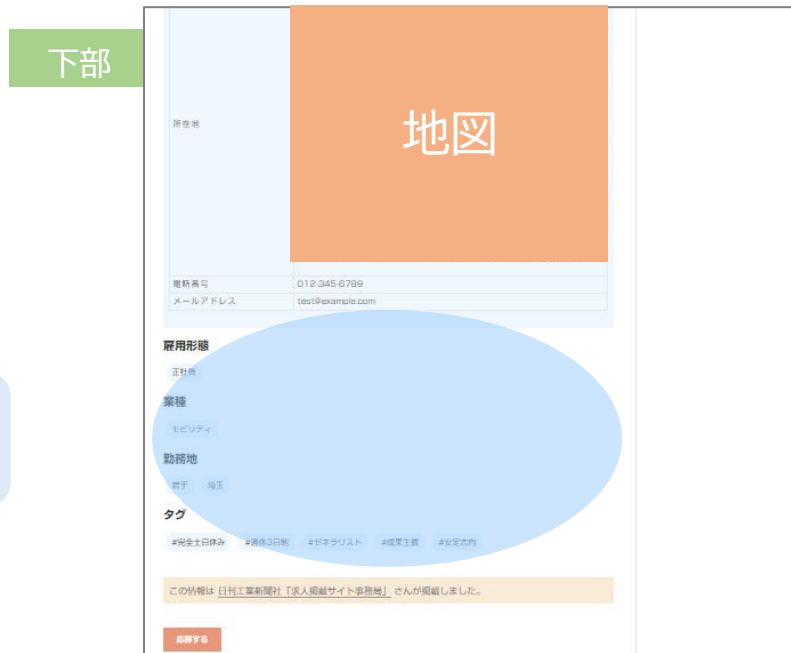 下部
地図
所在地
電話番号 012-345-6789
メールアドレス test@example.com
雇用形態
正社員
業種
モビリティ
勤務地
岩手 埼玉
タグ
#完全土日休み #週休3日制 #ゼネラリスト #成果主義 #安定志向
この情報は 日刊工業新聞社「求人掲載サイト事務局」 さんが掲載しました。
応募する